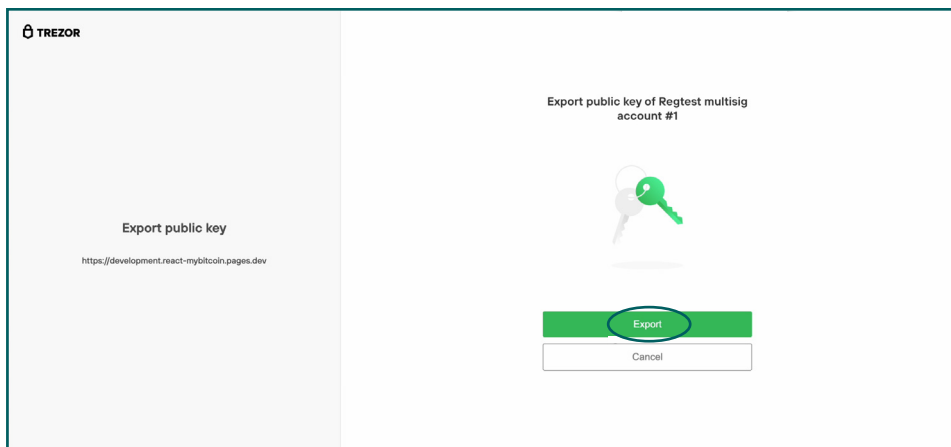 TREZOR
Export public key
https://development.react-mybitcoin.pages.dev
Export public key of Regtest multisig
account #1
Export
Cancel